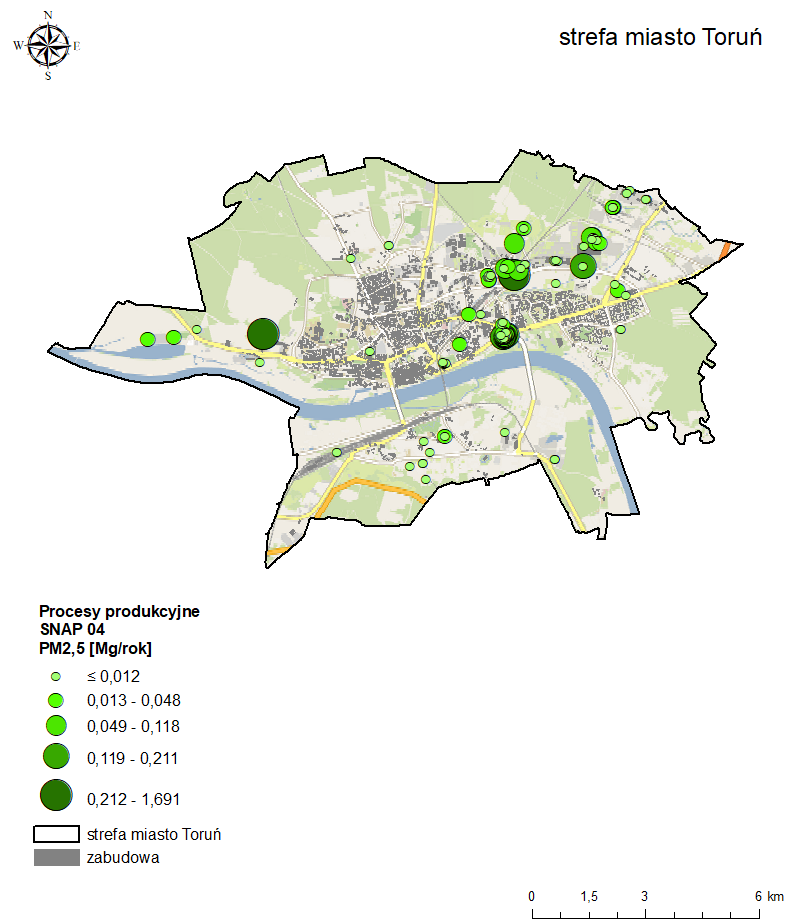 N
W E
S
strefa miasto Toruń
Procesy produkcyjne
SNAP 04
PM2,5 [Mg/rok]
≤ 0,012
0,013 - 0,048
0,049 - 0,118
0,119 - 0,211
0,212 - 1,691
strefa miasto Toruń
zabudowa
0 1,5 3 6 km